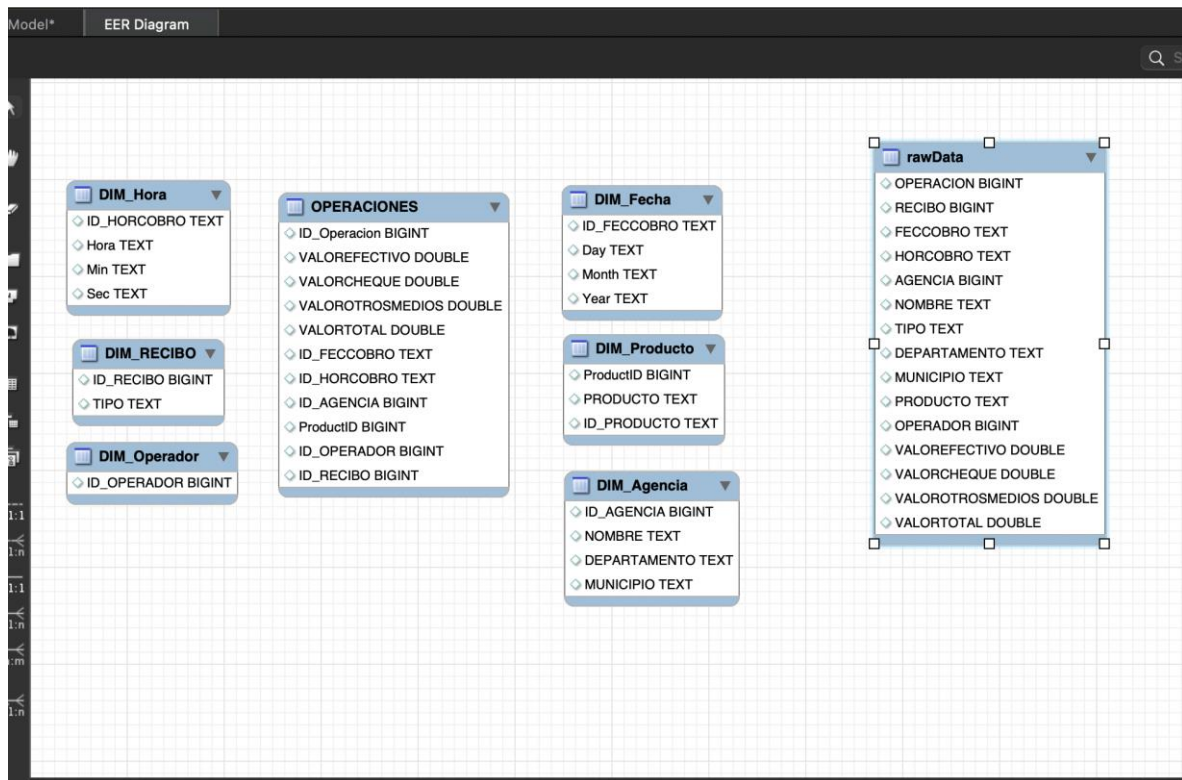 Model*
EER Diagram
S
DIM_Hora
ID_HORCOBRO TEXT
Hora TEXT
Min TEXT
Sec TEXT
DIM_RECIBO
ID_RECIBO BIGINT
TIPO TEXT
DIM_Operador
ID_OPERADOR BIGINT
OPERACIONES
ID_Operacion BIGINT
VALOREFECTIVO DOUBLE
VALORCHEQUE DOUBLE
VALOROTROSMEDIOS DOUBLE
VALORTOTAL DOUBLE
ID_FECCOBRO TEXT
ID_HORCOBRO TEXT
ID_AGENCIA BIGINT
ProductID BIGINT
ID_OPERADOR BIGINT
ID_RECIBO BIGINT
DIM_Fecha
ID_FECCOBRO TEXT
Day TEXT
Month TEXT
Year TEXT
DIM_Producto
ProductID BIGINT
PRODUCTO TEXT
ID_PRODUCTO TEXT
DIM_Agencia
ID_AGENCIA BIGINT
NOMBRE TEXT
DEPARTAMENTO TEXT
MUNICIPIO TEXT
rawData
OPERACION BIGINT
RECIBO BIGINT
FECCOBRO TEXT
HORCOBRO TEXT
AGENCIA BIGINT
NOMBRE TEXT
TIPO TEXT
DEPARTAMENTO TEXT
MUNICIPIO TEXT
PRODUCTO TEXT
OPERADOR BIGINT
VALOREFECTIVO DOUBLE
VALORCHEQUE DOUBLE
VALOROTROSMEDIOS DOUBLE
VALORTOTAL DOUBLE
1:1
1:n
1:1
1:n
:m
1:n